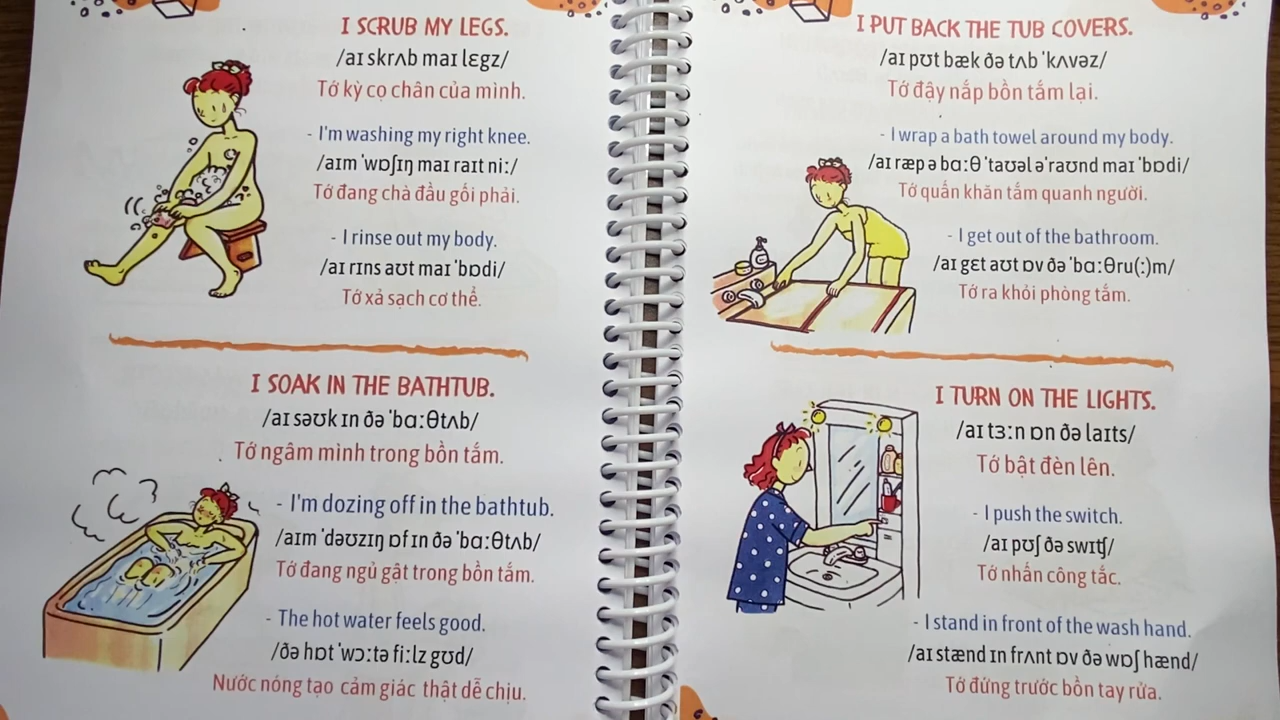 I SCRUB MY LEGS.
/aɪ skrʌb maɪ lɛgz/
Tớ kỳ cọ chân của mình.
- I'm washing my right knee.
/aɪm ˈwɒʃɪŋ maɪ raɪt niː/
Tớ đang chà đầu gối phải.
- I rinse out my body.
/aɪ rɪns aʊt maɪ ˈbɒdi/
Tớ xả sạch cơ thể.
I SOAK IN THE BATHTUB.
/aɪ səʊk ɪn ðə ˈbɑːθtʌb/
Tớ ngâm mình trong bồn tắm.
- I'm dozing off in the bathtub.
/aɪm ˈdəʊzɪŋ ɒf ɪn ðə ˈbɑːθtʌb/
Tớ đang ngủ gật trong bồn tắm.
- The hot water feels good.
/ðə hɒt ˈwɔːtə fiːlz gʊd/
Nước nóng tạo cảm giác thật dễ chịu.
I PUT BACK THE TUB COVERS.
/aɪ pʊt bæk ðə tʌb ˈkʌvəz/
Tớ đậy nắp bồn tắm lại.
- I wrap a bath towel around my body.
/aɪ ræp ə bɑːθ ˈtaʊəl əˈraʊnd maɪ ˈbɒdi/
Tớ quấn khăn tắm quanh người.
- I get out of the bathroom.
/aɪ gɛt aʊt ɒv ðə ˈbɑːθru(ː)m/
Tớ ra khỏi phòng tắm.
I TURN ON THE LIGHTS.
/aɪ tɜːn ɒn ðə laɪts/
Tớ bật đèn lên.
- I push the switch.
/aɪ pʊʃ ðə swɪʧ/
Tớ nhấn công tắc.
- I stand in front of the wash hand.
/aɪ stænd ɪn frʌnt ɒv ðə wɒʃ hænd/
Tớ đứng trước bồn tay rửa.